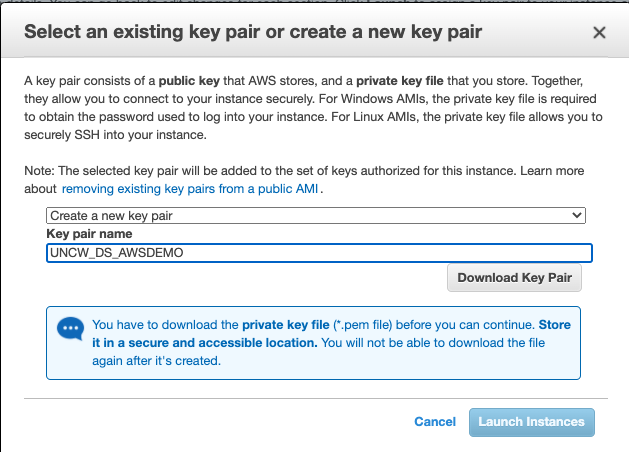 Select an existing key pair or create a new key pair
A key pair consists of a public key that AWS stores, and a private key file that you store. Together,
they allow you to connect to your instance securely. For Windows AMIs, the private key file is required
to obtain the password used to log into your instance. For Linux AMIs, the private key file allows you to
securely SSH into your instance.
Note: The selected key pair will be added to the set of keys authorized for this instance. Learn more
about removing existing key pairs from a public AMI .
Create a new key pair
Key pair name
UNCW_DS_AWSDEMO
Download Key Pair
You have to download the private key file (*.pem file) before you can continue. Store
it in a secure and accessible location. You will not be able to download the file
again after it's created.
Cancel
Launch Instances